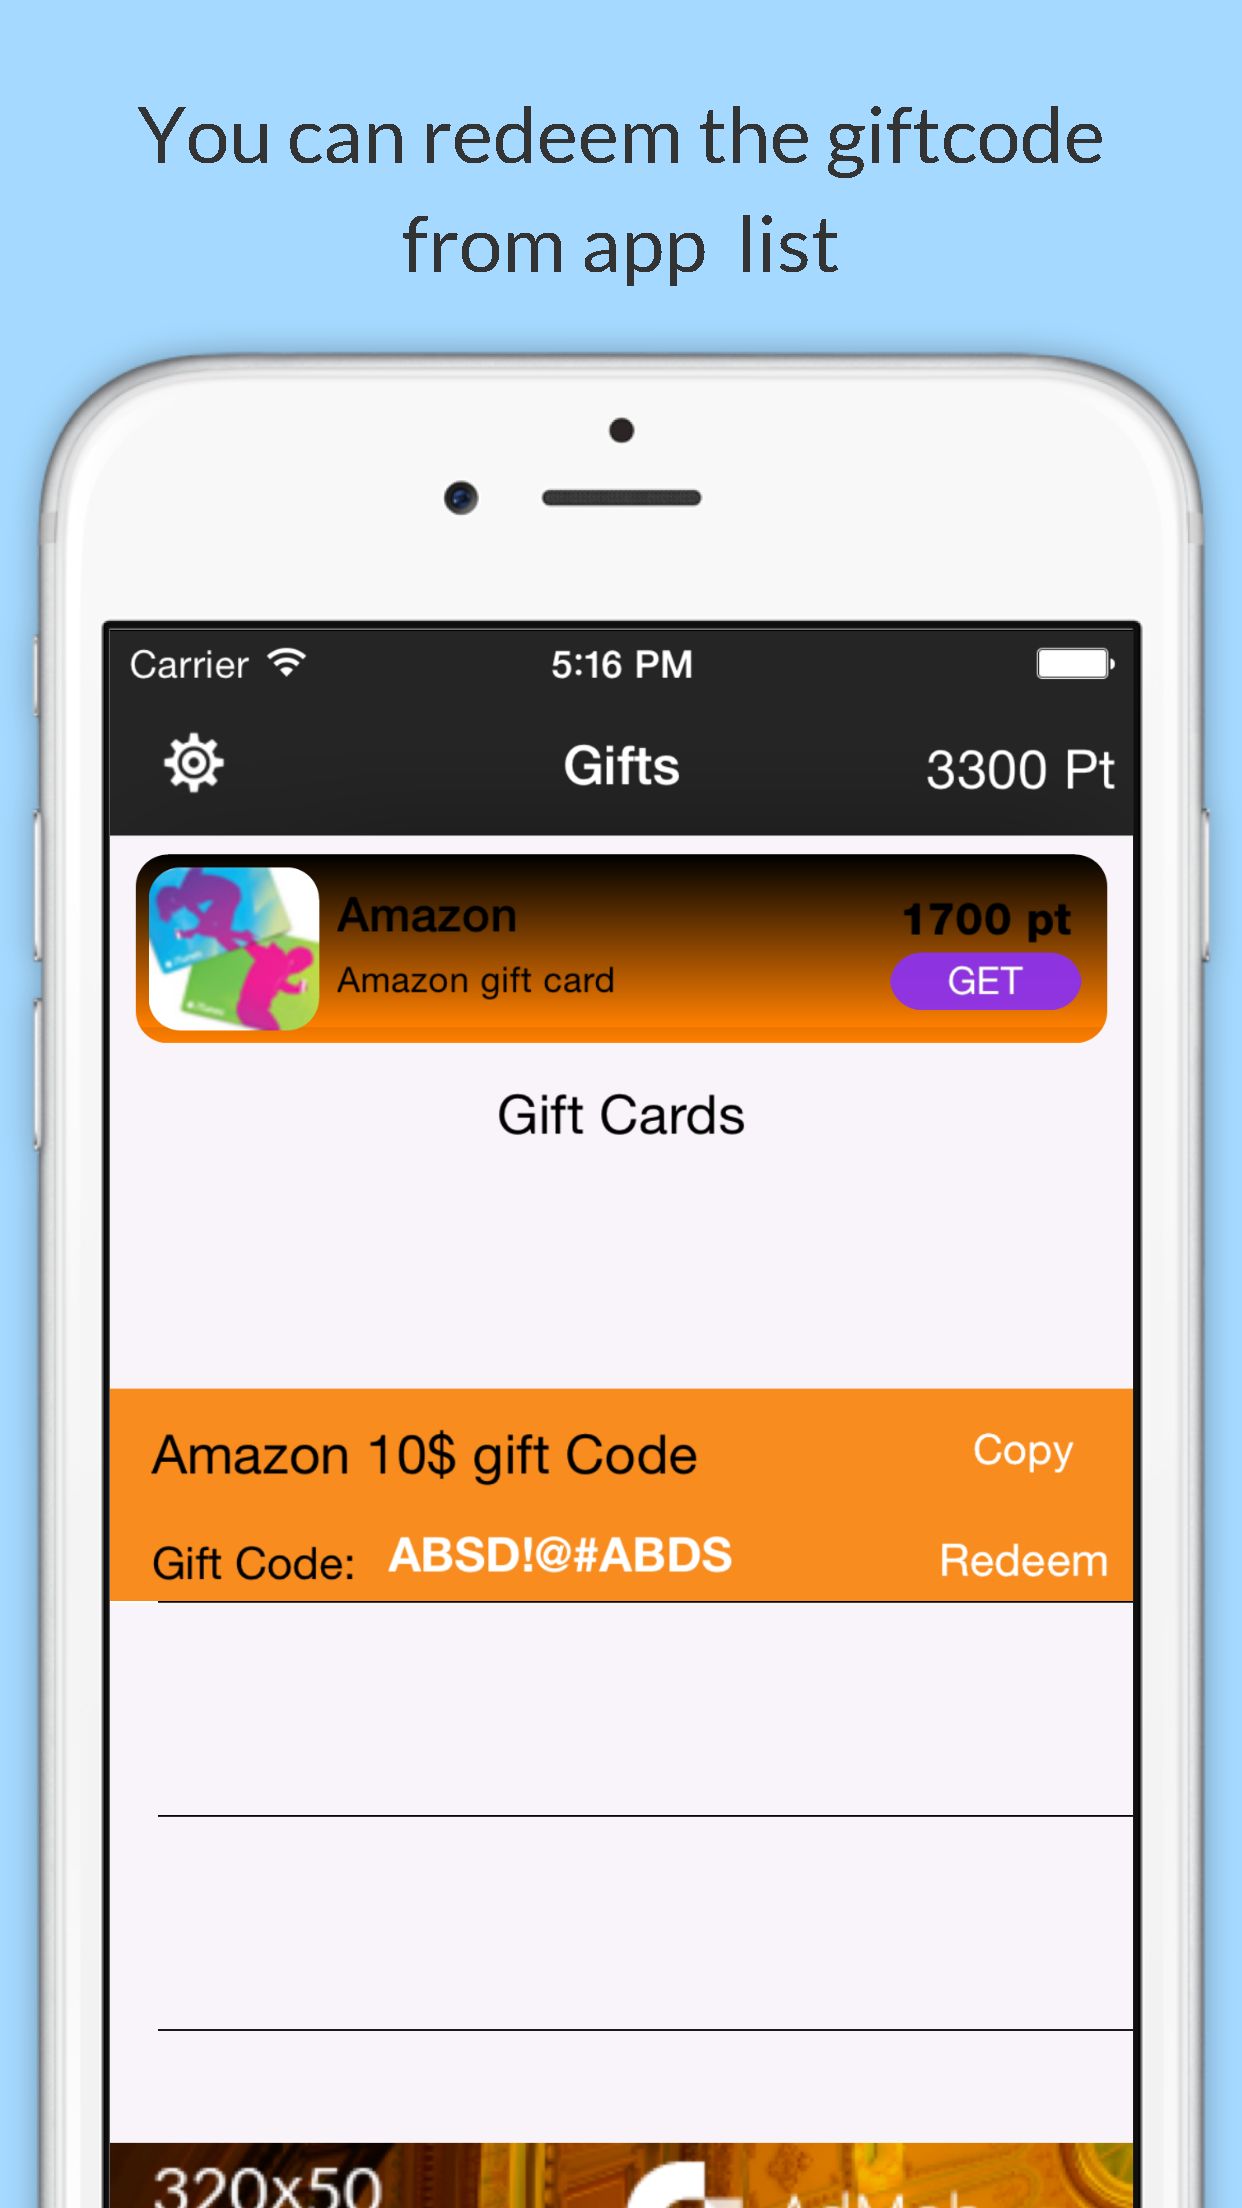 You can redeem the giftcode
from app list
Carrier 5:16 PM
Gifts 3300 Pt
Amazon 1700 pt
Amazon gift card GET
Gift Cards
Amazon 10$ gift Code Copy
Gift Code: ABSD!@#ABDS Redeem
320x50 AdMob